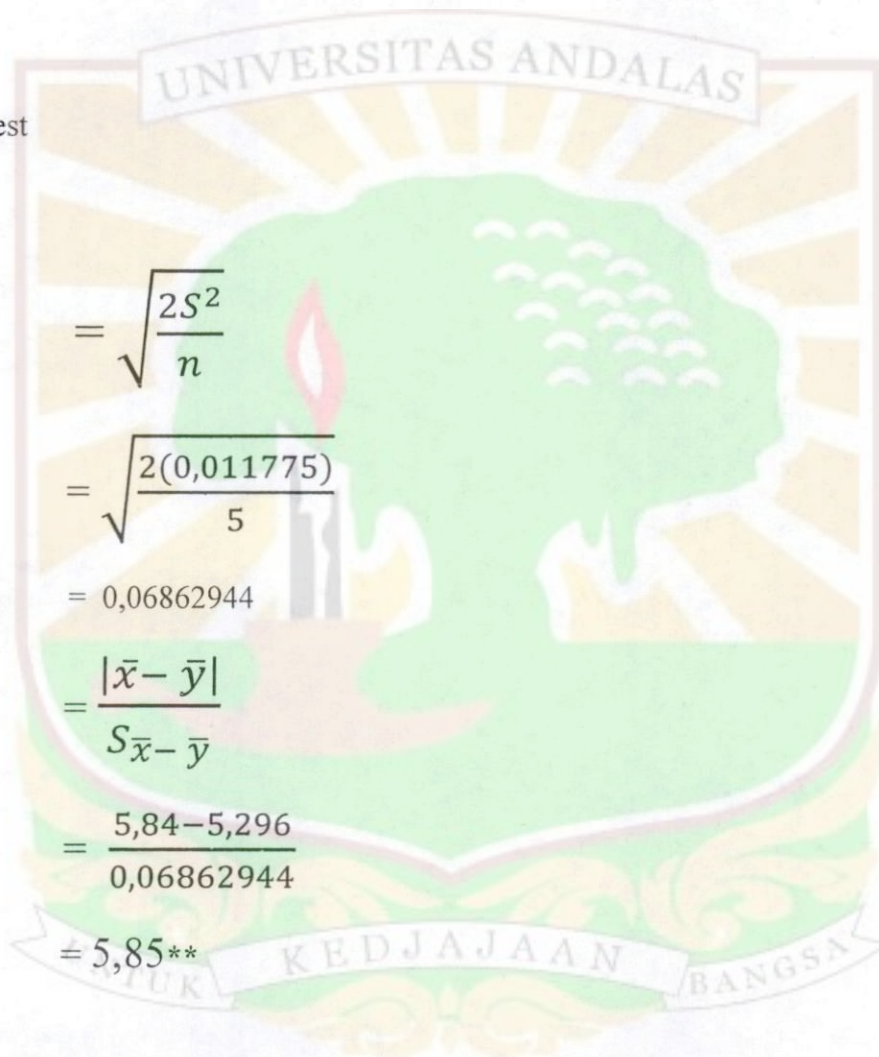 UNIVERSITAS ANDALAS
est
= √(2S²/n)
= √(2(0,011775)/5)
= 0,06862944
= |x̄ − ȳ| / S x̄ − ȳ
= 5,84−5,296 / 0,06862944
= 5,85**
KEDJAJAAN
BANGSA